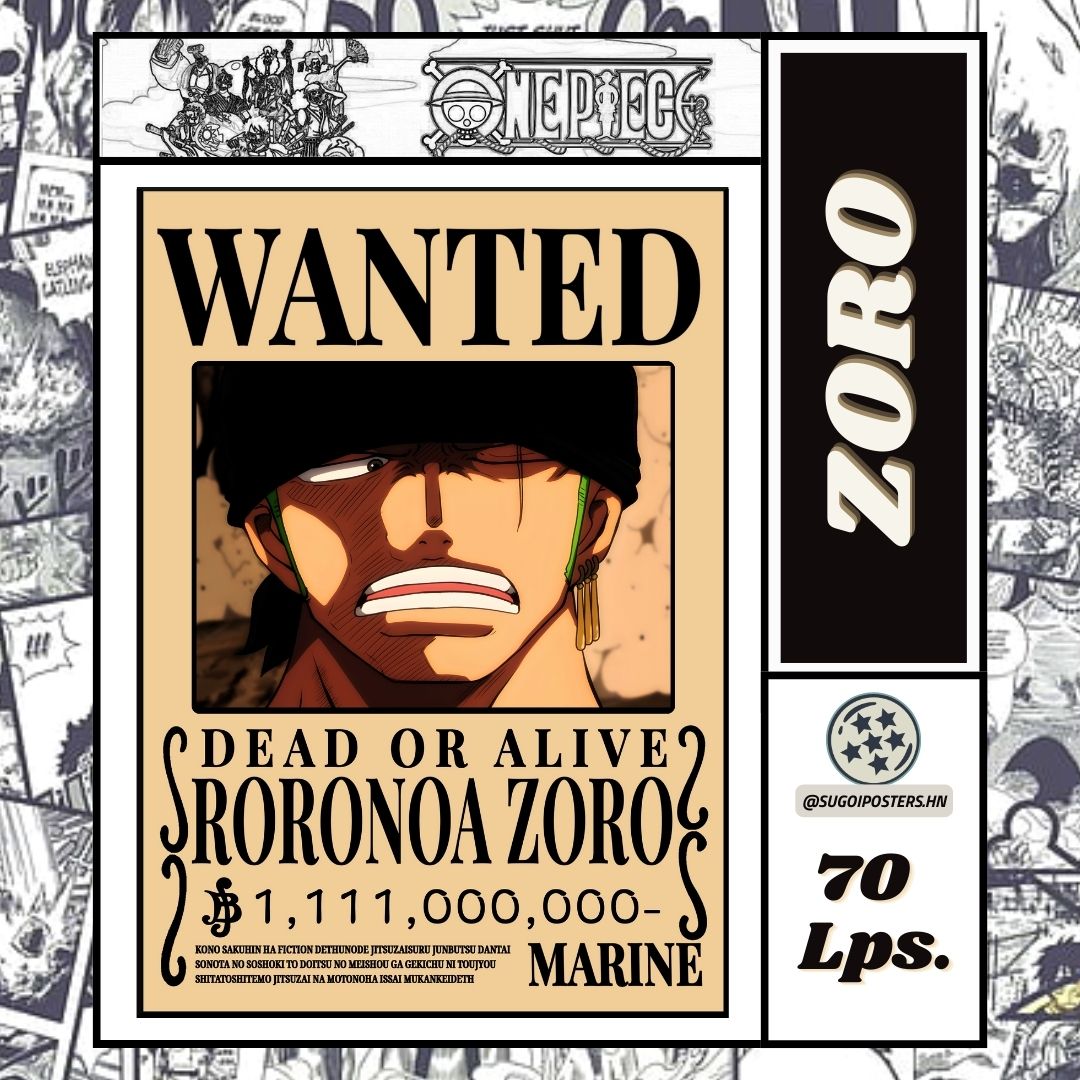 ONE PIECE
WANTED
DEAD OR ALIVE
RORONOA ZORO
฿1,111,000,000-
KONO SAKUHIN HA FICTION DETHUNODE JITSUZAISURU JUNBUTSU DANTAI
SONOTA NO SOSHOKI TO DOITSU NO MEISHOU GA GEKICHU NI TOUJYOU
SHITATOSHITEMO JITSUZAI NA MOTONOHA ISSAI MUKANKEIDETH
MARINE
ZORO
@SUGOIPOSTERS.HN
70
Lps.